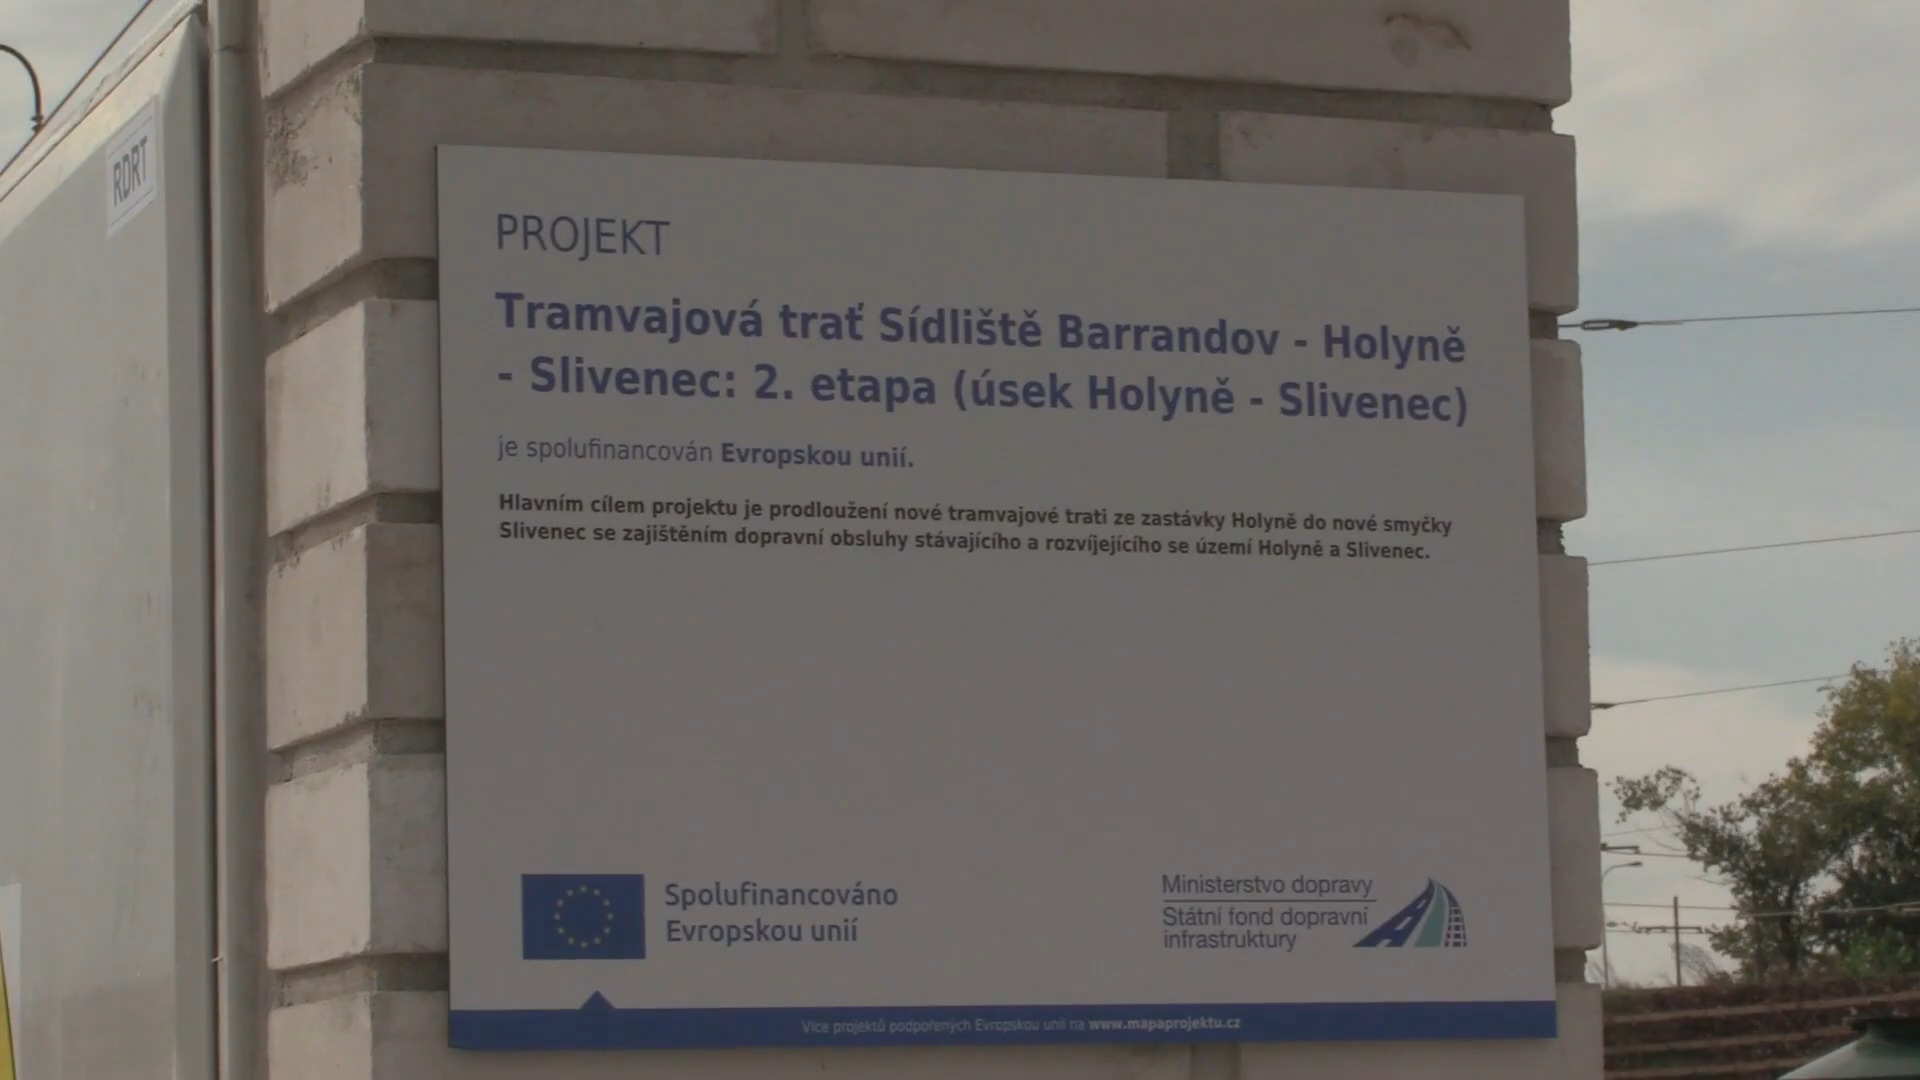 RDRT
PROJEKT
Tramvajová trať Sídliště Barrandov - Holyně
- Slivenec: 2. etapa (úsek Holyně - Slivenec)
je spolufinancován Evropskou unií.
Hlavním cílem projektu je prodloužení nové tramvajové trati ze zastávky Holyně do nové smyčky
Slivenec se zajištěním dopravní obsluhy stávajícího a rozvíjejícího se území Holyně a Slivenec.
Spolufinancováno
Evropskou unií
Ministerstvo dopravy
Státní fond dopravní
infrastruktury
Více projektů podpořených Evropskou unií na www.mapaprojektu.cz